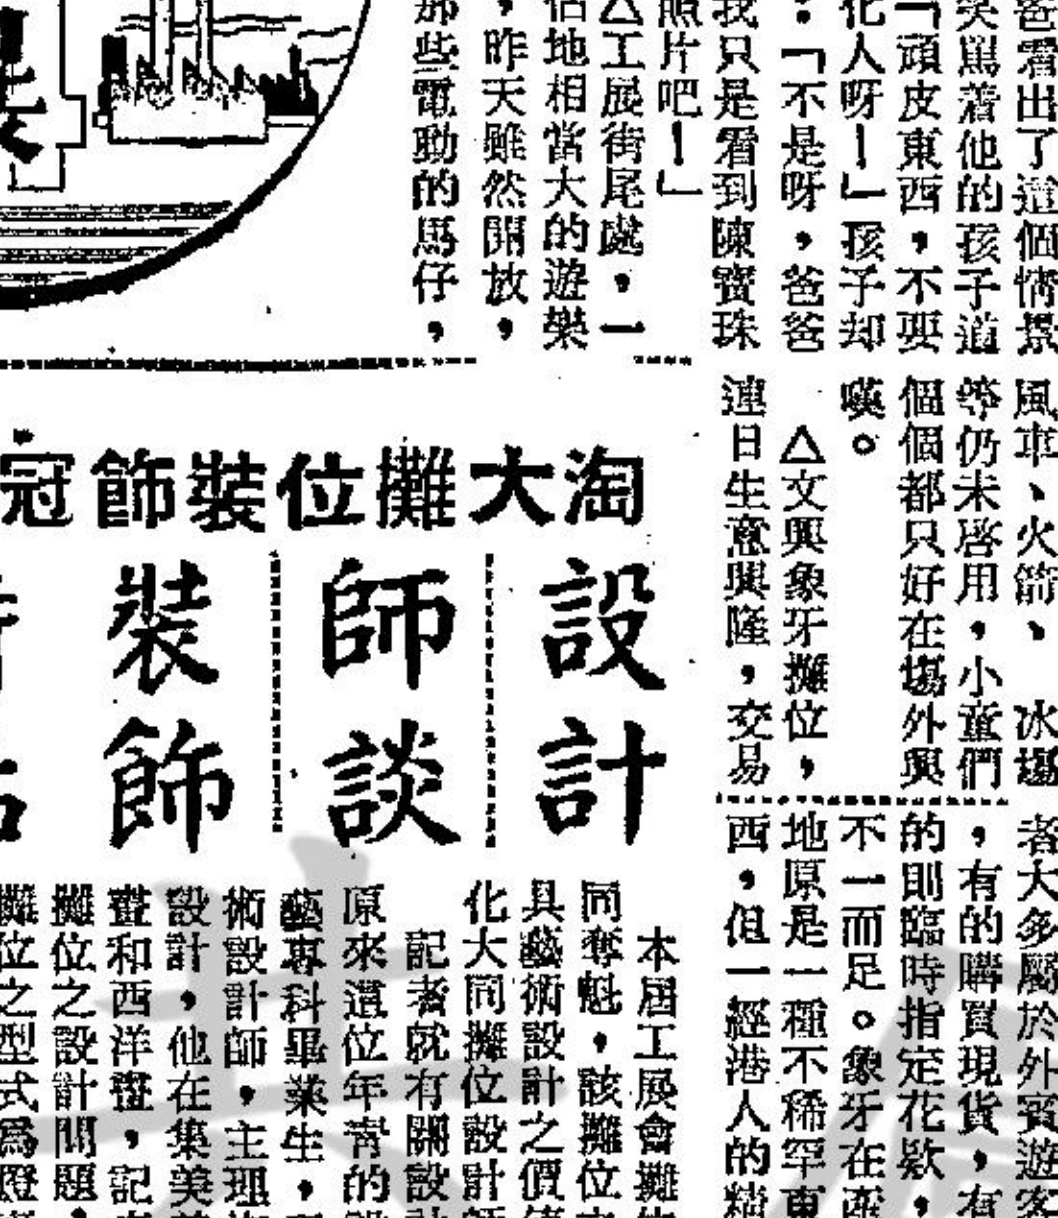 爸看出了這個情景
笑駡着他的孩子道
「頑皮東西，不要
化人呀！」孩子却
：「不是呀，爸爸
我只是看到陳寶珠
照片吧！」
△工展街尾處，一
佔地相當大的遊樂
，昨天雖然開放，
那些電動的馬仔，
風車、火箭、冰塲
等仍未啓用，小童們
個個都只好在塲外興
嘆。
△文興象牙攤位，
連日生意興隆，交易
者大多屬於外賓遊客
，有的購買現貨，有
的則臨時指定花欵，
不一而足。象牙在西
地原是一種不稀罕東
西，但一經港人的精
淘大攤位裝飾冠
設計
師談
裝飾
本屆工展會攤
同奪魁，該攤位
具藝術設計之價
化大同攤位設計師
記者就有關設計
原來這位年青的設
藝專科畢業生，
術設計師，主理
設計，他在集美
畫和西洋畫，記
攤位之設計問題，
攤位之型式爲燈